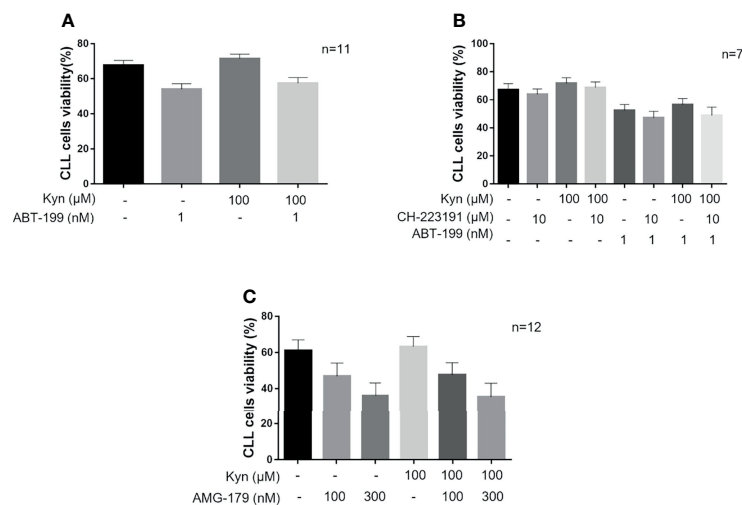 A
CLL cells viability(%)
80
60
40
20
0
n=11
Kyn (µM) - - 100 100
ABT-199 (nM) - 1 - 1
B
CLL cells viability (%)
100
80
60
40
20
0
n=7
Kyn (µM) - - 100 100 - - 100 100
CH-223191 (µM) - 10 - 10 - 10 - 10
ABT-199 (nM) - - - - 1 1 1 1
C
CLL cells viability (%)
80
60
40
20
0
n=12
Kyn (µM) - - - 100 100 100
AMG-179 (nM) - 100 300 - 100 300